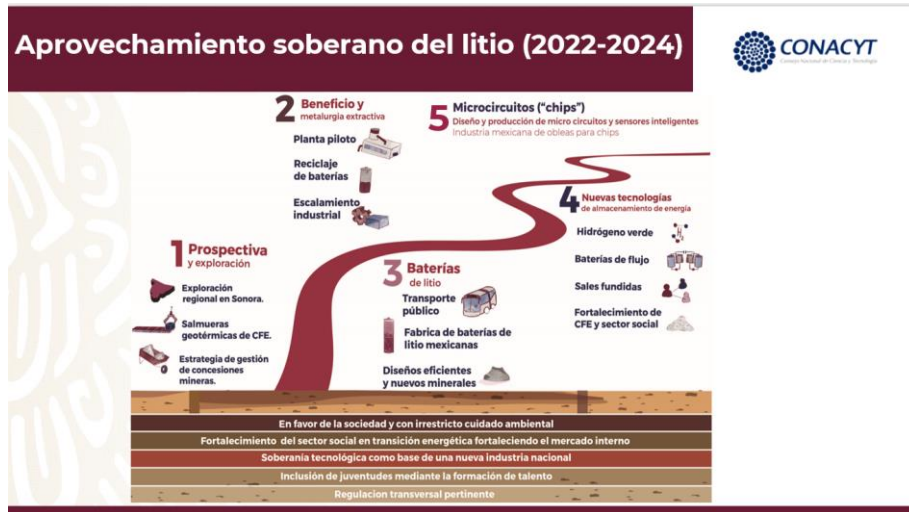 Aprovechamiento soberano del litio (2022-2024)
CONACYT
Consejo Nacional de Ciencia y Tecnología
1 Prospectiva
y exploración
Exploración
regional en Sonora.
Salmueras
geotérmicas de CFE.
Estrategia de gestión
de concesiones
mineras.
2 Beneficio y
metalurgia extractiva
Planta piloto
Reciclaje
de baterías
Escalamiento
industrial
3 Baterías
de litio
Transporte
público
Fabrica de baterías de
litio mexicanas
Diseños eficientes
y nuevos minerales
4 Nuevas tecnologías
de almacenamiento de energía
Hidrógeno verde
Baterías de flujo
Sales fundidas
Fortalecimiento de
CFE y sector social
5 Microcircuitos (“chips”)
Diseño y producción de micro circuitos y sensores inteligentes
Industria mexicana de obleas para chips
En favor de la sociedad y con irrestricto cuidado ambiental
Fortalecimiento del sector social en transición energética fortaleciendo el mercado interno
Soberanía tecnológica como base de una nueva industria nacional
Inclusión de juventudes mediante la formación de talento
Regulacion transversal pertinente